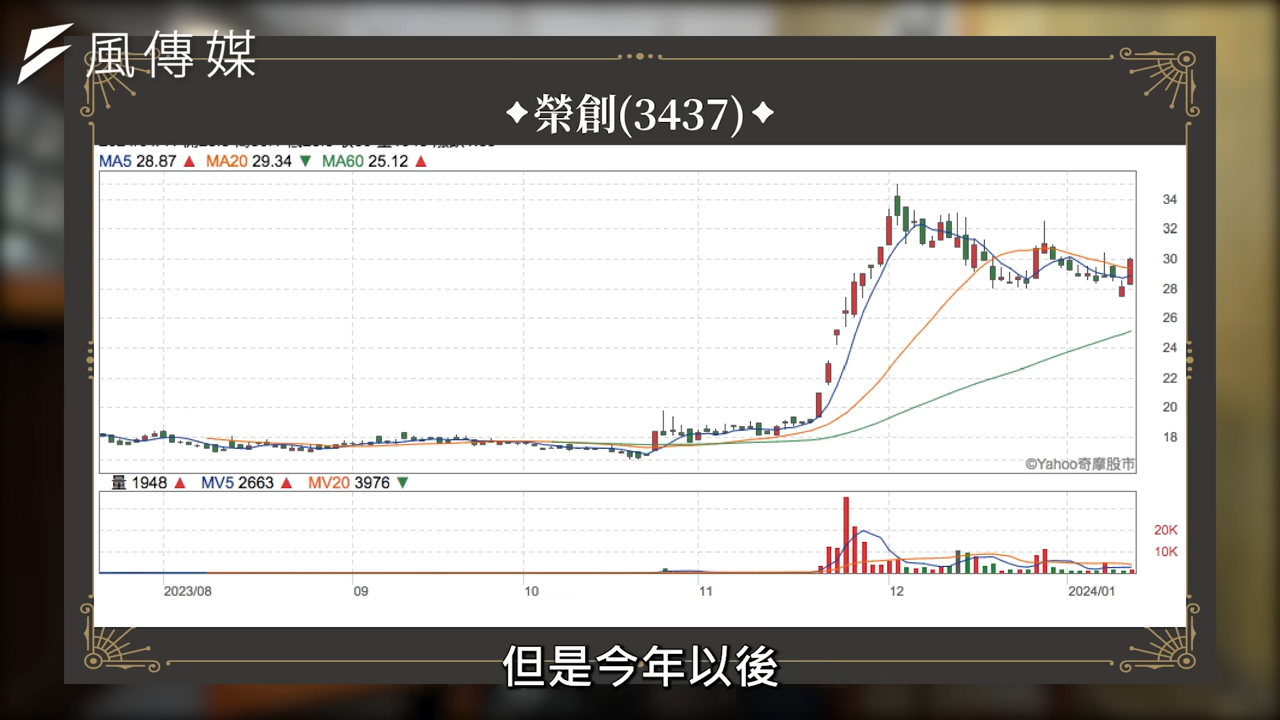 風傳媒
榮創(3437)
MA5 28.87 ▲ MA20 29.34 ▼ MA60 25.12 ▲
34
32
30
28
26
24
22
20
18
©Yahoo奇摩股市
量 1948 ▲ MV5 2663 ▲ MV20 3976 ▼
20K
10K
2023/08 09 10 11 12 2024/01
但是今年以後